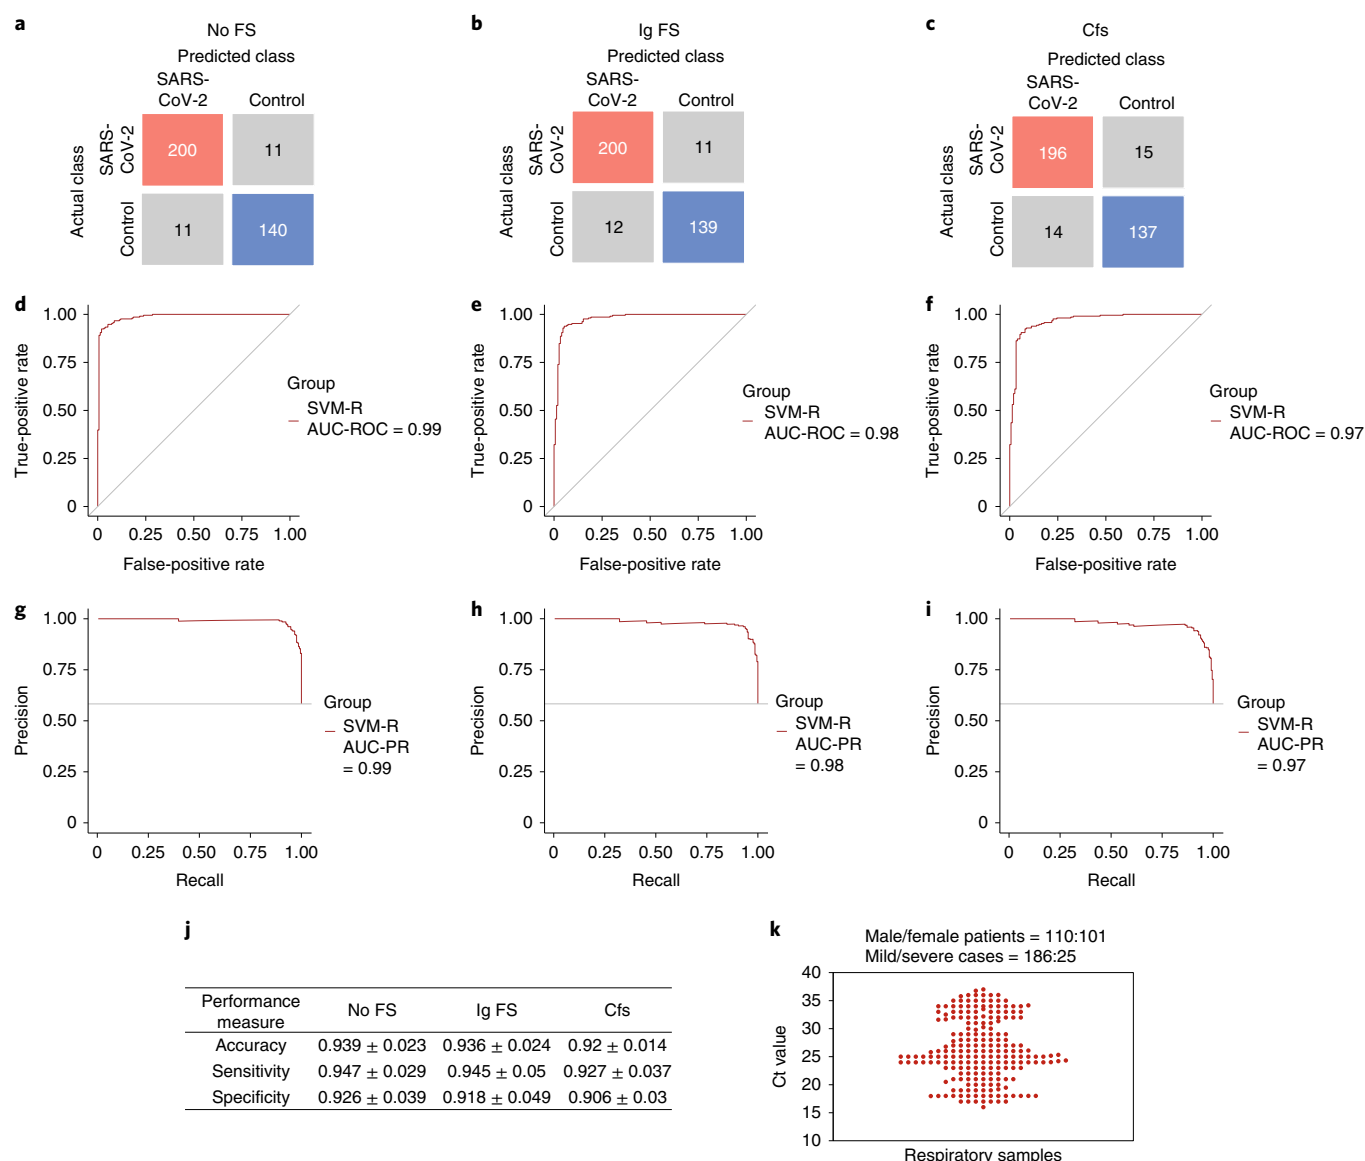 a
No FS
Predicted class
SARS-
CoV-2
Control
Actual class
SARS-
CoV-2
Control
200
11
11
140
b
Ig FS
Predicted class
SARS-
CoV-2
Control
Actual class
SARS-
CoV-2
Control
200
11
12
139
c
Cfs
Predicted class
SARS-
CoV-2
Control
Actual class
SARS-
CoV-2
Control
196
15
14
137
d
True-positive rate
1.00
0.75
0.50
0.25
0
0 0.25 0.50 0.75 1.00
False-positive rate
Group
SVM-R
AUC-ROC = 0.99
e
True-positive rate
1.00
0.75
0.50
0.25
0
0 0.25 0.50 0.75 1.00
False-positive rate
Group
SVM-R
AUC-ROC = 0.98
f
True-positive rate
1.00
0.75
0.50
0.25
0
0 0.25 0.50 0.75 1.00
False-positive rate
Group
SVM-R
AUC-ROC = 0.97
g
Precision
1.00
0.75
0.50
0.25
0
0 0.25 0.50 0.75 1.00
Recall
Group
SVM-R
AUC-PR
= 0.99
h
Precision
1.00
0.75
0.50
0.25
0
0 0.25 0.50 0.75 1.00
Recall
Group
SVM-R
AUC-PR
= 0.98
i
Precision
1.00
0.75
0.50
0.25
0
0 0.25 0.50 0.75 1.00
Recall
Group
SVM-R
AUC-PR
= 0.97
j
Performance
measure
No FS Ig FS Cfs
Accuracy 0.939 ± 0.023 0.936 ± 0.024 0.92 ± 0.014
Sensitivity 0.947 ± 0.029 0.945 ± 0.05 0.927 ± 0.037
Specificity 0.926 ± 0.039 0.918 ± 0.049 0.906 ± 0.03
k
Male/female patients = 110:101
Mild/severe cases = 186:25
Ct value
40
35
30
25
20
15
10
Respiratory samples